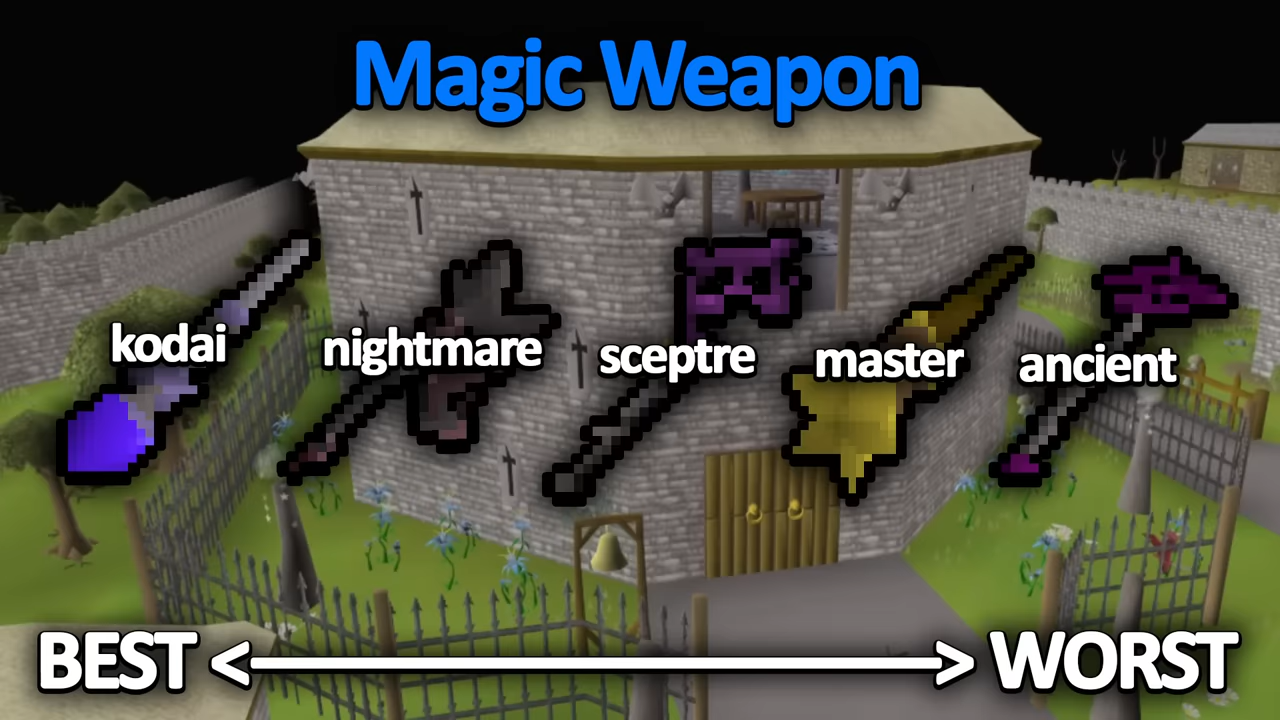 Magic Weapon
kodai
nightmare
sceptre
master
ancient
BEST <-> WORST